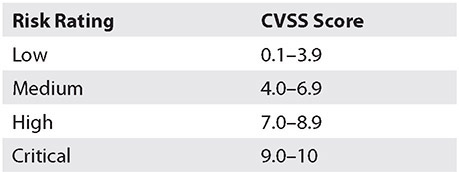 Risk Rating CVSS Score
Low 0.1–3.9
Medium 4.0–6.9
High 7.0–8.9
Critical 9.0–10